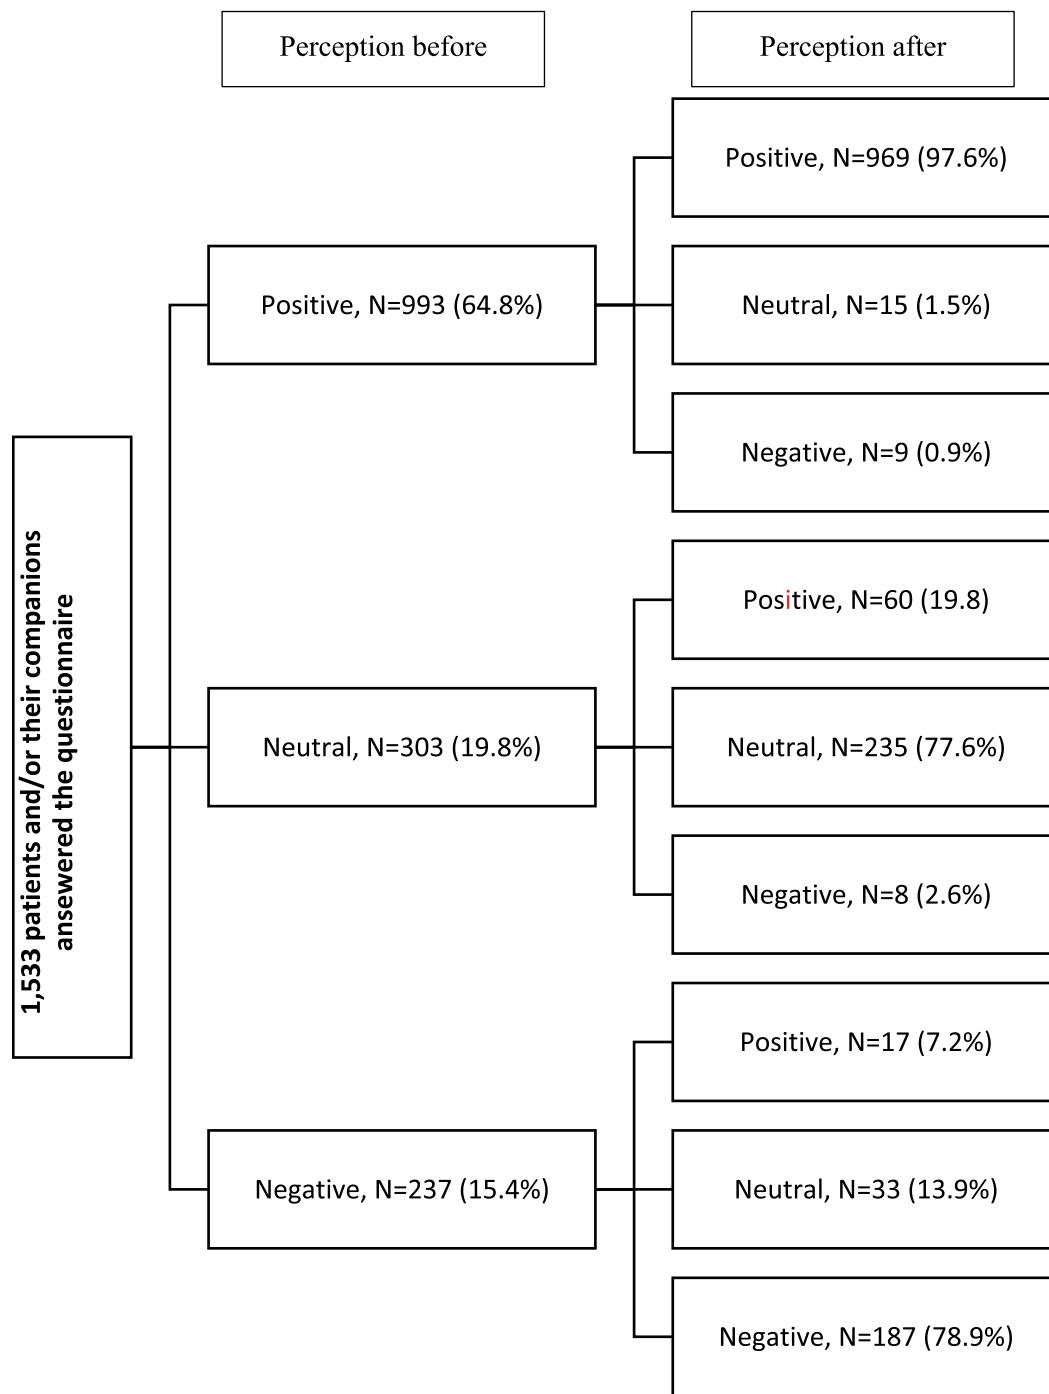 Perception before
Perception after
1,533 patients and/or their companions
ansewered the questionnaire
Positive, N=993 (64.8%)
Positive, N=969 (97.6%)
Neutral, N=15 (1.5%)
Negative, N=9 (0.9%)
Neutral, N=303 (19.8%)
Positive, N=60 (19.8)
Neutral, N=235 (77.6%)
Negative, N=8 (2.6%)
Negative, N=237 (15.4%)
Positive, N=17 (7.2%)
Neutral, N=33 (13.9%)
Negative, N=187 (78.9%)